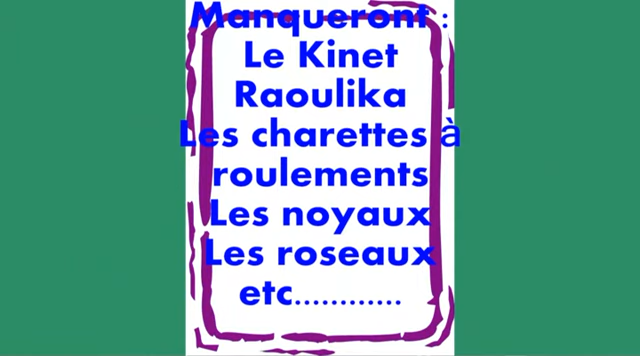 Manqueront :
Le Kinet
Raoulika
Les charettes à
roulements
Les noyaux
Les roseaux
etc............